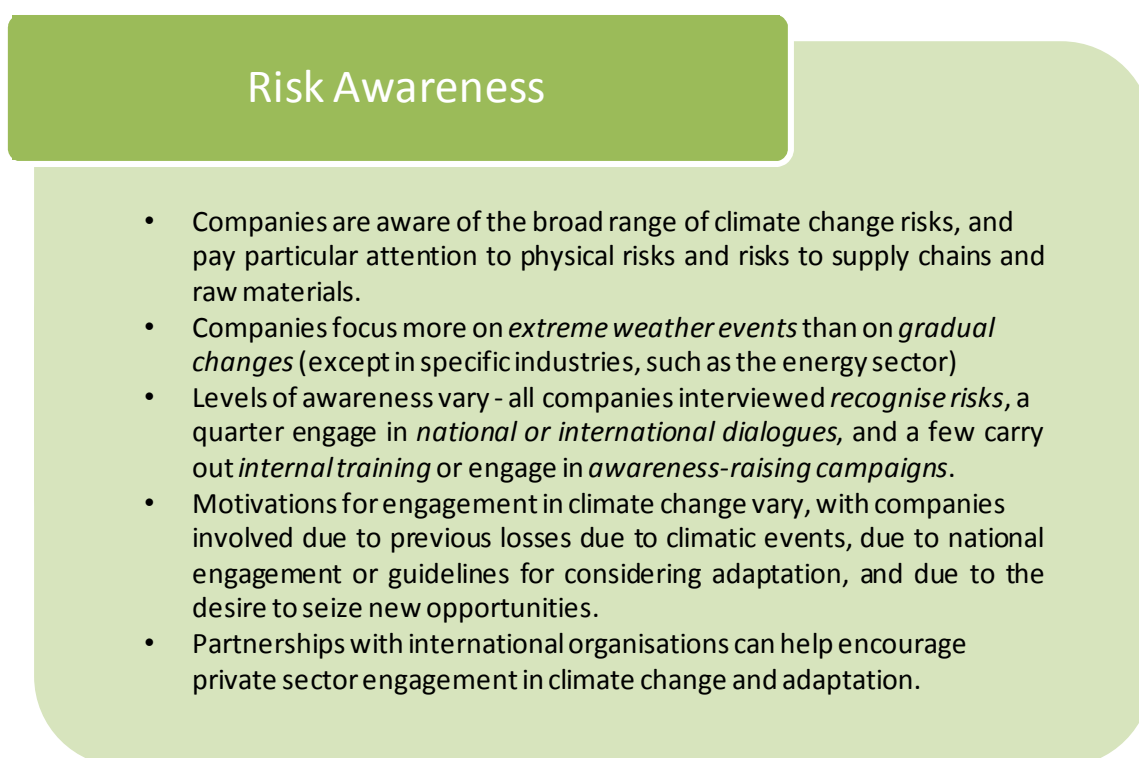 Risk Awareness
• Companies are aware of the broad range of climate change risks, and
pay particular attention to physical risks and risks to supply chains and
raw materials.
• Companies focus more on extreme weather events than on gradual
changes (except in specific industries, such as the energy sector)
• Levels of awareness vary - all companies interviewed recognise risks, a
quarter engage in national or international dialogues, and a few carry
out internal training or engage in awareness-raising campaigns.
• Motivations for engagement in climate change vary, with companies
involved due to previous losses due to climatic events, due to national
engagement or guidelines for considering adaptation, and due to the
desire to seize new opportunities.
• Partnerships with international organisations can help encourage
private sector engagement in climate change and adaptation.